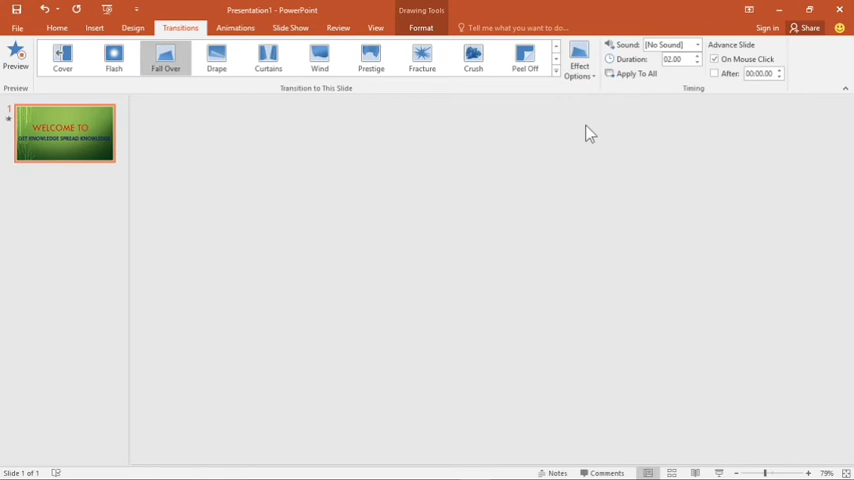 Presentation1 - PowerPoint
Drawing Tools
Sign in
Share
File
Home
Insert
Design
Transitions
Animations
Slide Show
Review
View
Format
Tell me what you want to do...
Preview
Cover
Flash
Fall Over
Drape
Curtains
Wind
Prestige
Fracture
Crush
Peel Off
Effect
Options
Sound: [No Sound]
Duration: 02.00
Apply To All
Advance Slide
On Mouse Click
After: 00:00.00
Preview
Transition to This Slide
Timing
1
WELCOME TO
GET KNOWLEDGE SPREAD KNOWLEDGE
Slide 1 of 1
Notes
Comments
79%